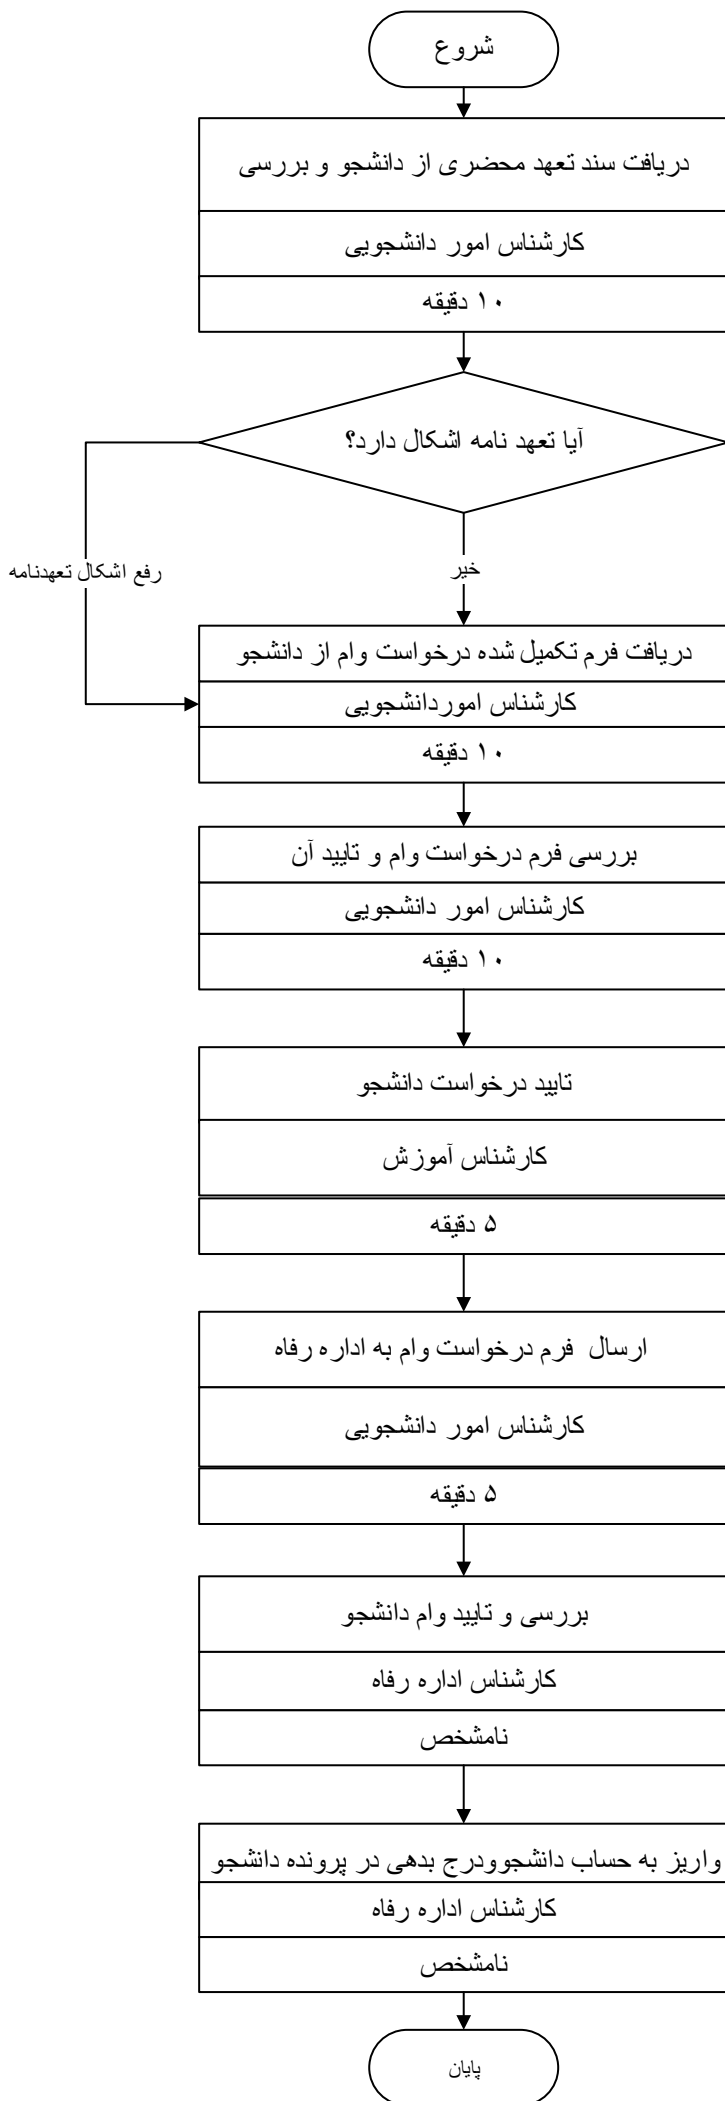 شروع
دریافت سند تعهد محضری از دانشجو و بررسی
کارشناس امور دانشجویی
۱۰ دقیقه
آیا تعهد نامه اشکال دارد؟
خیر
رفع اشکال تعهدنامه
دریافت فرم تکمیل شده درخواست وام از دانشجو
کارشناس اموردانشجویی
۱۰ دقیقه
بررسی فرم درخواست وام و تایید آن
کارشناس امور دانشجویی
۱۰ دقیقه
تایید درخواست دانشجو
کارشناس آموزش
۵ دقیقه
ارسال فرم درخواست وام به اداره رفاه
کارشناس امور دانشجویی
۵ دقیقه
بررسی و تایید وام دانشجو
کارشناس اداره رفاه
نامشخص
واریز به حساب دانشجوودرج بدهی در پرونده دانشجو
کارشناس اداره رفاه
نامشخص
پایان